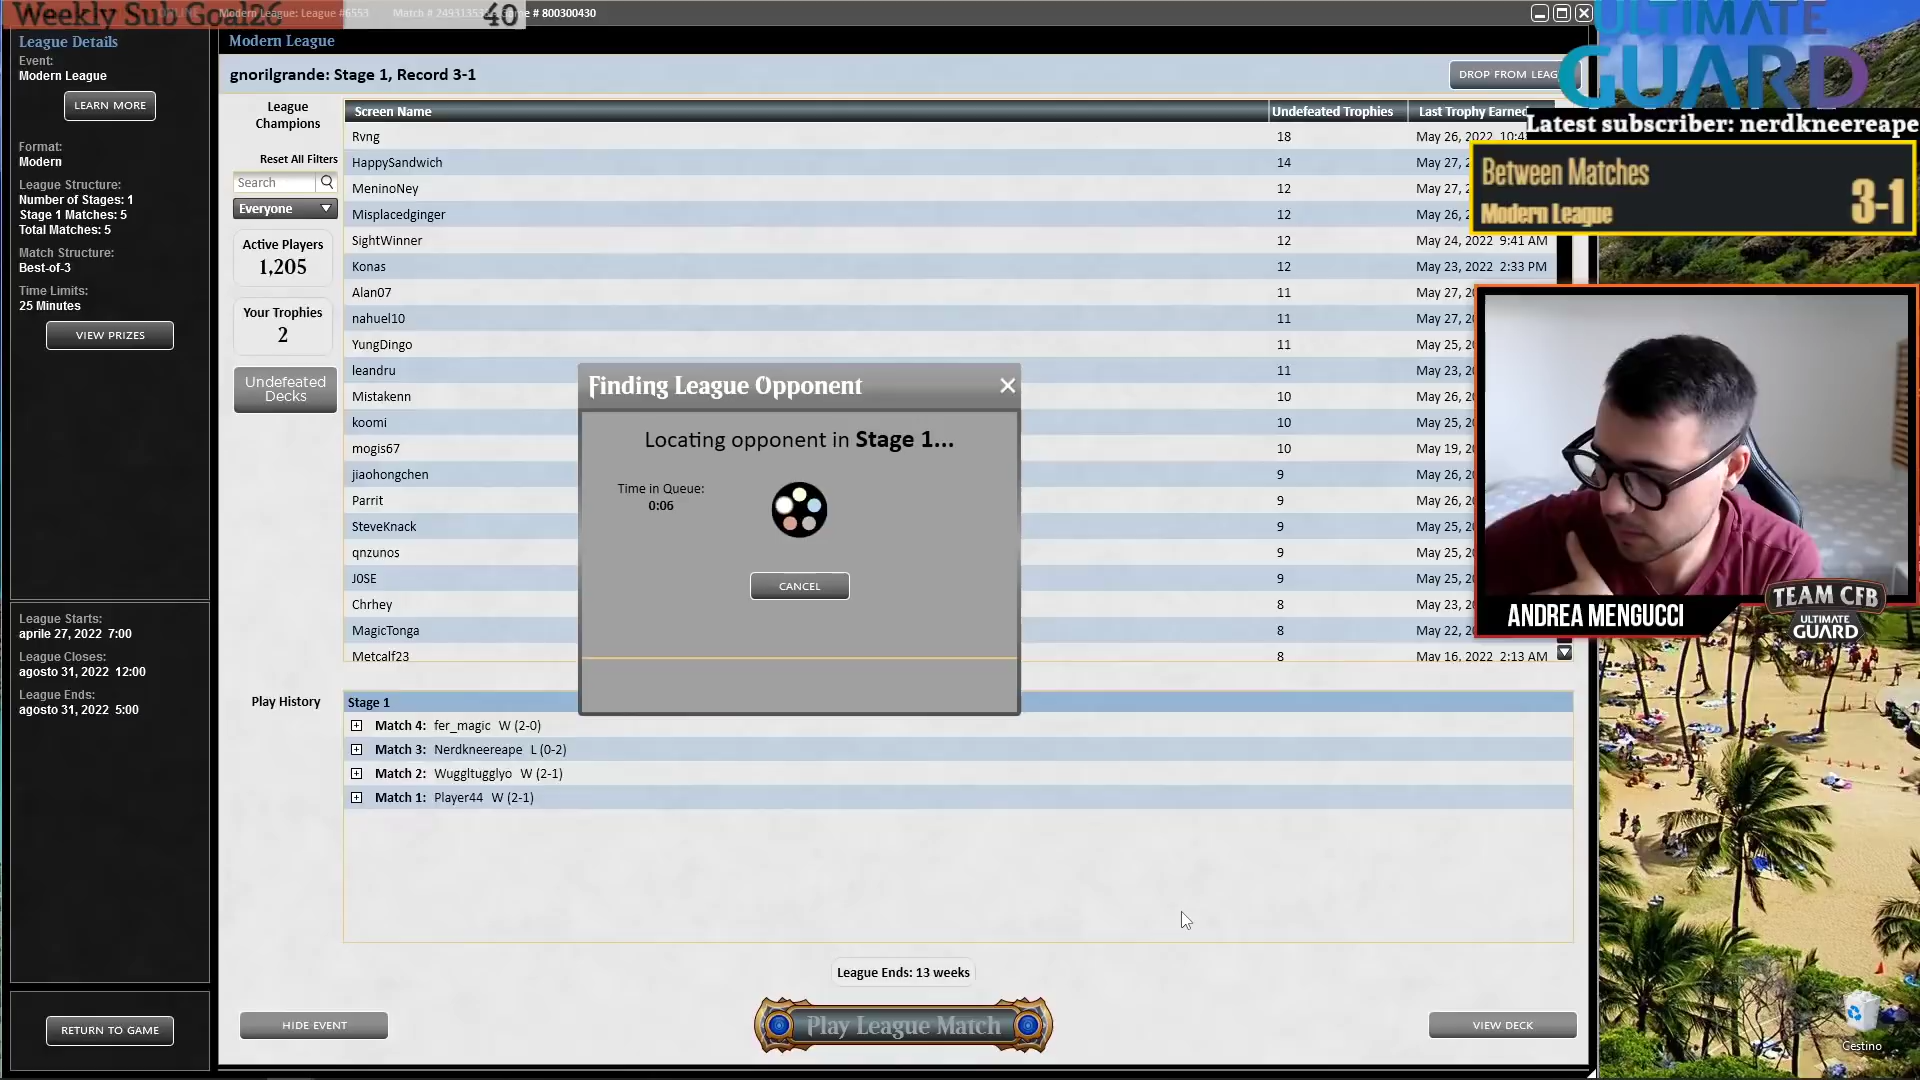 Weekly Sub Goal 26
40
Modern League: League #6553
Game # 800300430
League Details
Event:
Modern League
LEARN MORE
Format:
Modern
League Structure:
Number of Stages: 1
Stage 1 Matches: 5
Total Matches: 5
Match Structure:
Best-of-3
Time Limits:
25 Minutes
VIEW PRIZES
League Starts:
aprile 27, 2022 7:00
League Closes:
agosto 31, 2022 12:00
League Ends:
agosto 31, 2022 5:00
RETURN TO GAME
Modern League
gnorilgrande: Stage 1, Record 3-1
DROP FROM LEAG
League
Champions
Reset All Filters
Search
Everyone
Active Players
1,205
Your Trophies
2
Undefeated
Decks
Screen Name Undefeated Trophies Last Trophy Earned
Rvng 18 May 26, 2022 10:4
HappySandwich 14 May 27,
MeninoNey 12 May 27,
Misplacedginger 12 May 26,
SightWinner 12 May 24, 2022 9:41 AM
Konas 12 May 23, 2022 2:33 PM
Alan07 11 May 27,
nahuel10 11 May 27,
YungDingo 11 May 25,
leandru 11 May 23,
Mistakenn 10 May 26,
koomi 10 May 25,
mogis67 10 May 19,
jiaohongchen 9 May 26,
Parrit 9 May 26,
SteveKnack 9 May 25,
qnzunos 9 May 25,
J0SE 9 May 25,
Chrhey 8 May 23,
MagicTonga 8 May 22,
Metcalf23 8 May 16, 2022 2:13 AM
Finding League Opponent
Locating opponent in Stage 1...
Time in Queue:
0:06
CANCEL
Play History
Stage 1
Match 4: fer_magic W (2-0)
Match 3: Nerdkneereape L (0-2)
Match 2: Wuggltugglyo W (2-1)
Match 1: Player44 W (2-1)
League Ends: 13 weeks
HIDE EVENT
Play League Match
VIEW DECK
ULTIMATE
GUARD
Latest subscriber: nerdkneereape
Between Matches
Modern League
3-1
ANDREA MENGUCCI
TEAM CFB
ULTIMATE
GUARD
Cestino